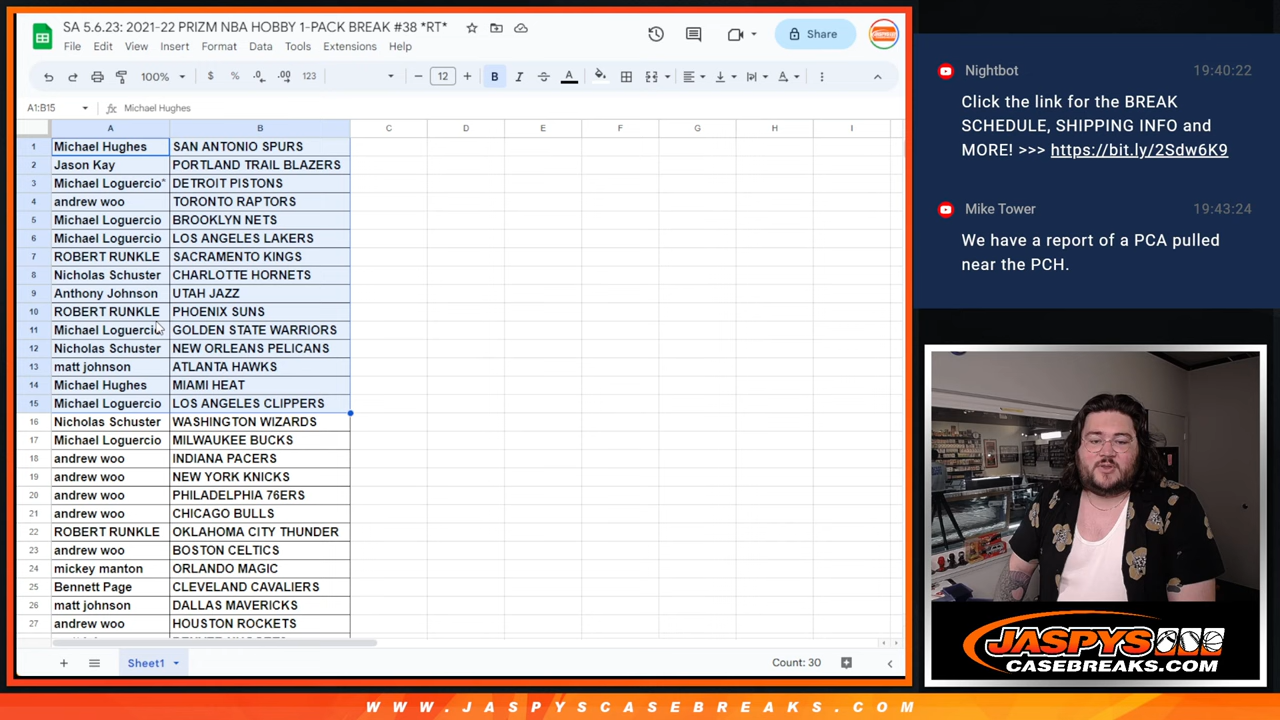 SA 5.6.23: 2021-22 PRIZM NBA HOBBY 1-PACK BREAK #38 *RT*
File Edit View Insert Format Data Tools Extensions Help
Share
100% $ % .0 .00 123 12 B I A
A1:B15 fx Michael Hughes
A B C D E F G H I
1 Michael Hughes SAN ANTONIO SPURS
2 Jason Kay PORTLAND TRAIL BLAZERS
3 Michael Loguercio* DETROIT PISTONS
4 andrew woo TORONTO RAPTORS
5 Michael Loguercio BROOKLYN NETS
6 Michael Loguercio LOS ANGELES LAKERS
7 ROBERT RUNKLE SACRAMENTO KINGS
8 Nicholas Schuster CHARLOTTE HORNETS
9 Anthony Johnson UTAH JAZZ
10 ROBERT RUNKLE PHOENIX SUNS
11 Michael Loguercio GOLDEN STATE WARRIORS
12 Nicholas Schuster NEW ORLEANS PELICANS
13 matt johnson ATLANTA HAWKS
14 Michael Hughes MIAMI HEAT
15 Michael Loguercio LOS ANGELES CLIPPERS
16 Nicholas Schuster WASHINGTON WIZARDS
17 Michael Loguercio MILWAUKEE BUCKS
18 andrew woo INDIANA PACERS
19 andrew woo NEW YORK KNICKS
20 andrew woo PHILADELPHIA 76ERS
21 andrew woo CHICAGO BULLS
22 ROBERT RUNKLE OKLAHOMA CITY THUNDER
23 andrew woo BOSTON CELTICS
24 mickey manton ORLANDO MAGIC
25 Bennett Page CLEVELAND CAVALIERS
26 matt johnson DALLAS MAVERICKS
27 andrew woo HOUSTON ROCKETS
Sheet1 Count: 30
Nightbot 19:40:22
Click the link for the BREAK
SCHEDULE, SHIPPING INFO and
MORE! >>> https://bit.ly/2Sdw6K9
Mike Tower 19:43:24
We have a report of a PCA pulled
near the PCH.
JASPYS
CASEBREAKS.COM
WWW.JASPYSCASEBREAKS.COM